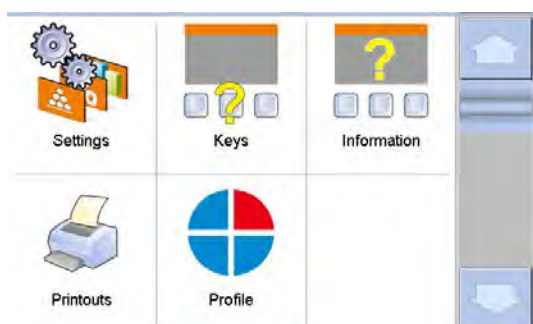 Settings
Keys
Information
Printouts
Profile